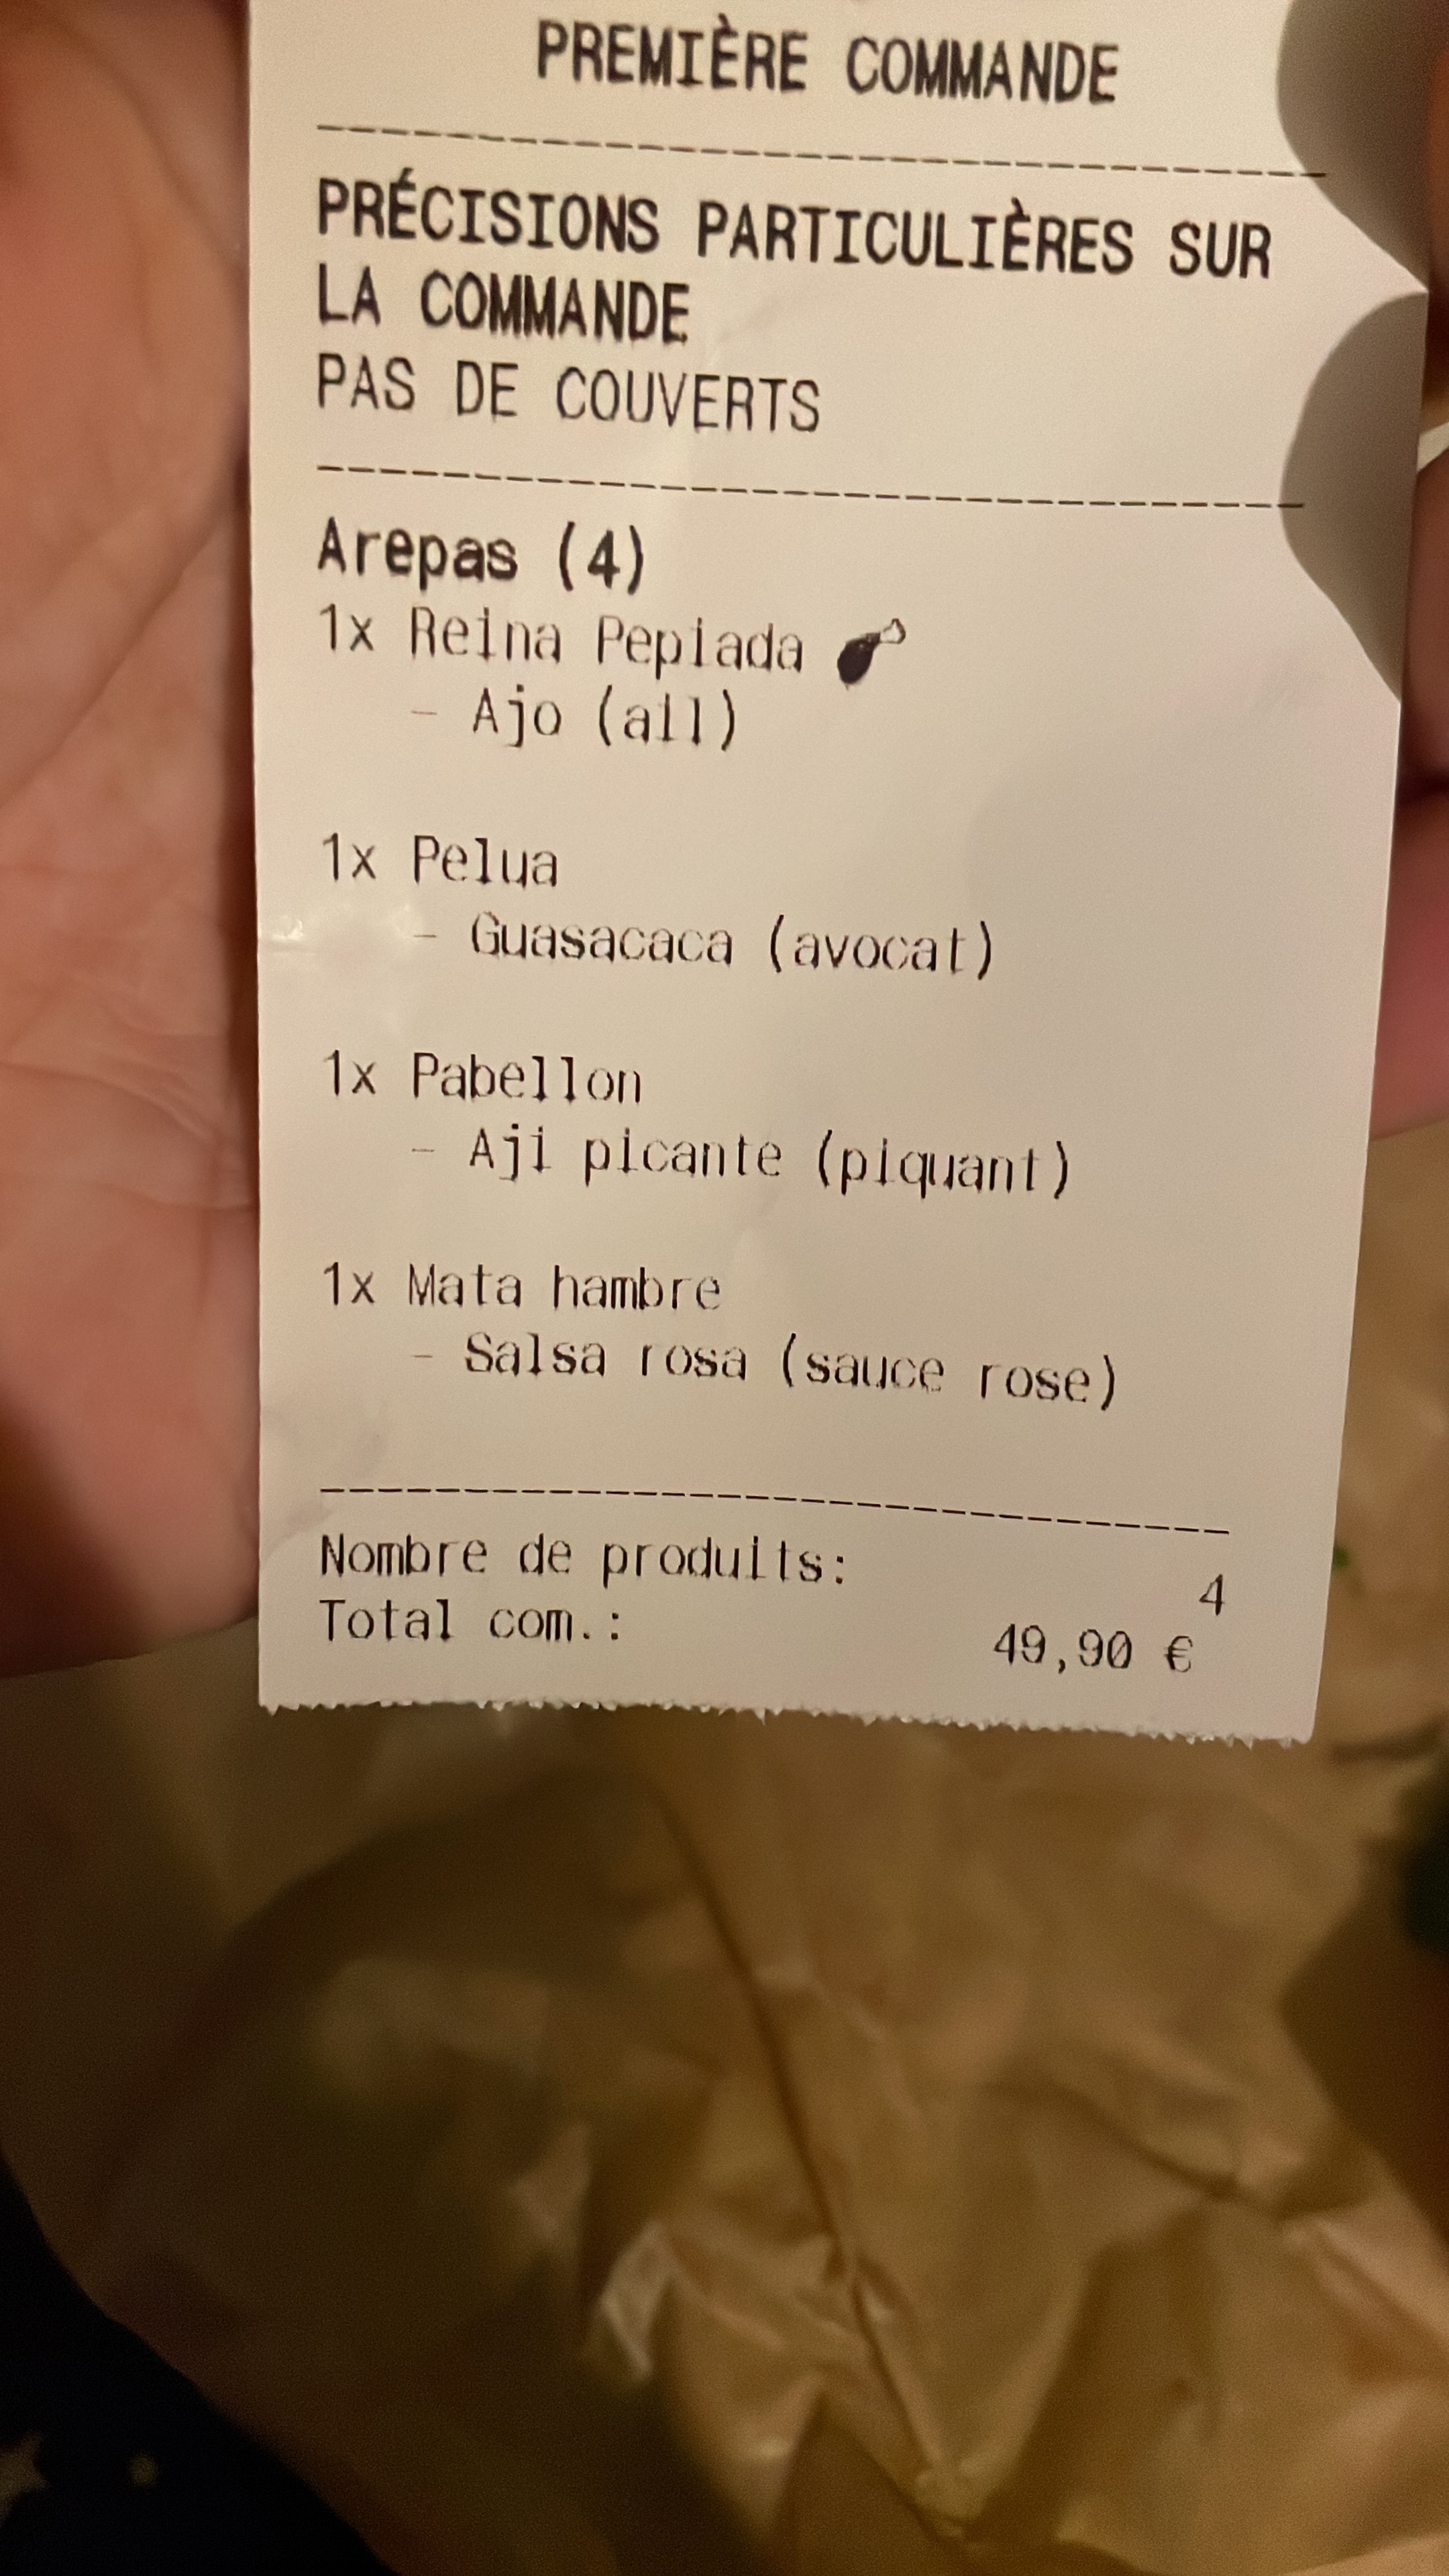 PREMIÈRE COMMANDE
PRÉCISIONS PARTICULIÈRES SUR
LA COMMANDE
PAS DE COUVERTS
Arepas (4)
1x Reina Pepiada 🍗
- Ajo (ail)
1x Pelua
- Guasacaca (avocat)
1x Pabellon
- Aji picante (piquant)
1x Mata hambre
- Salsa rosa (sauce rose)
Nombre de produits: 4
Total com.: 49,90 €